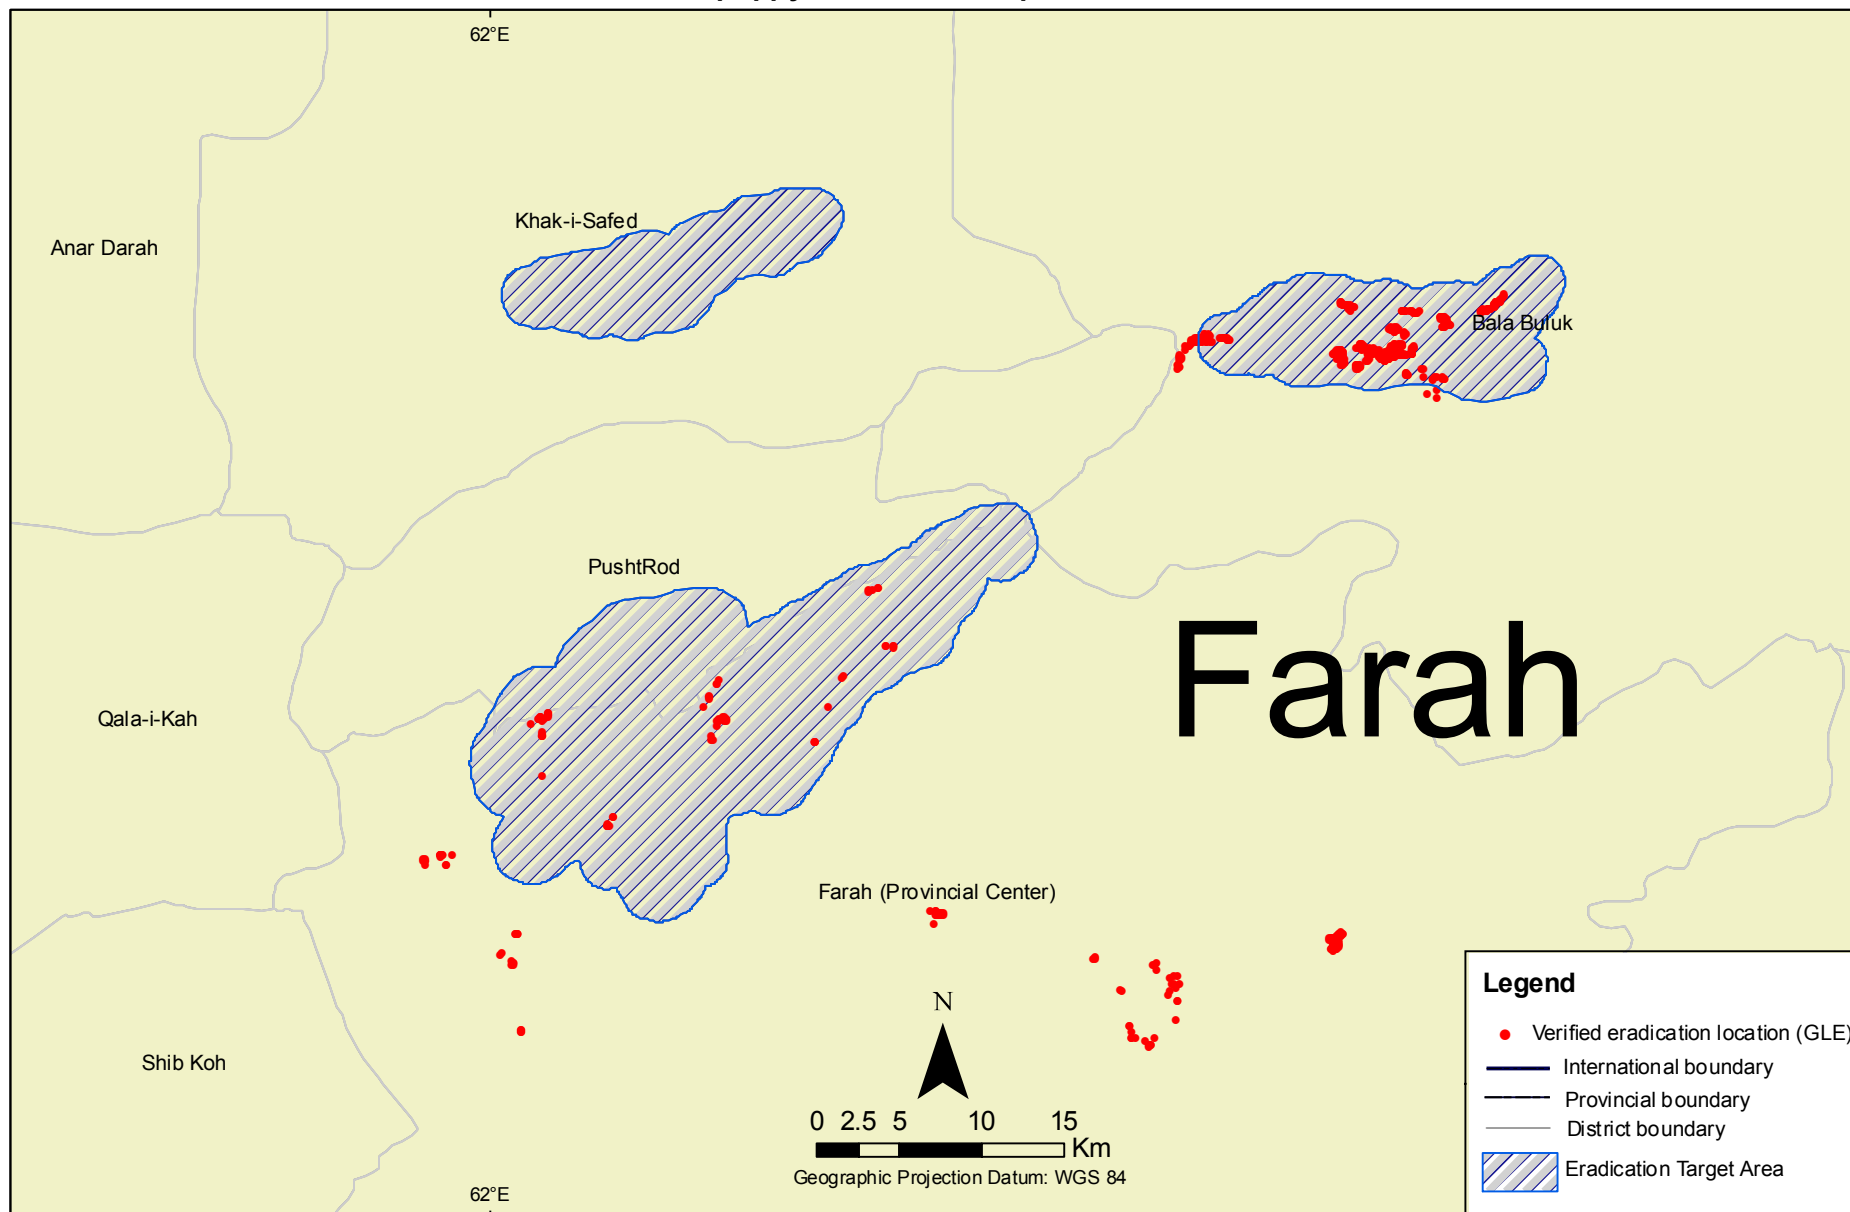 62°E
Khak-i-Safed
Anar Darah
Bala Buluk
PushtRod
Farah
Qala-i-Kah
Farah (Provincial Center)
Shib Koh
N
0 2.5 5 10 15
Km
Geographic Projection Datum: WGS 84
62°E
Legend
Verified eradication location (GLE)
International boundary
Provincial boundary
District boundary
Eradication Target Area